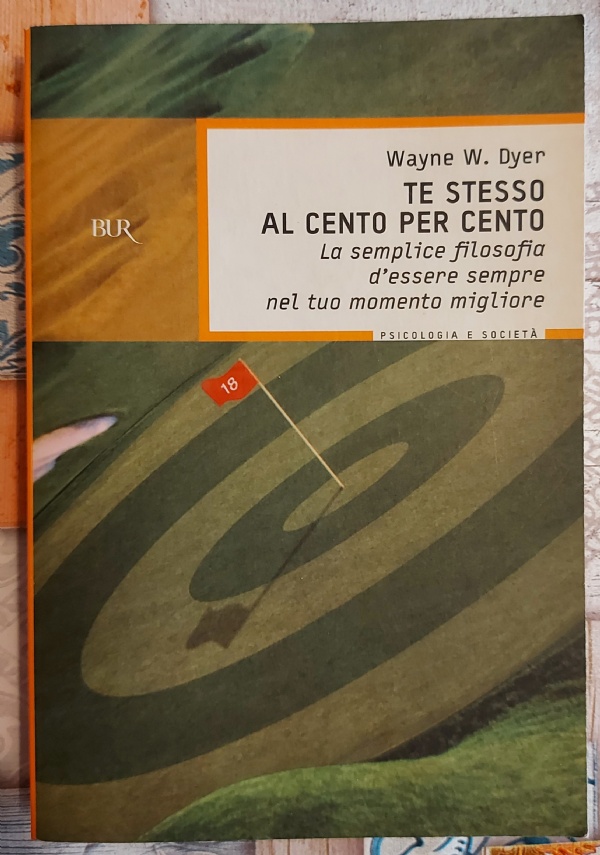 Wayne W. Dyer
TE STESSO
AL CENTO PER CENTO
La semplice filosofia
d'essere sempre
nel tuo momento migliore
BUR
PSICOLOGIA E SOCIETÀ
18